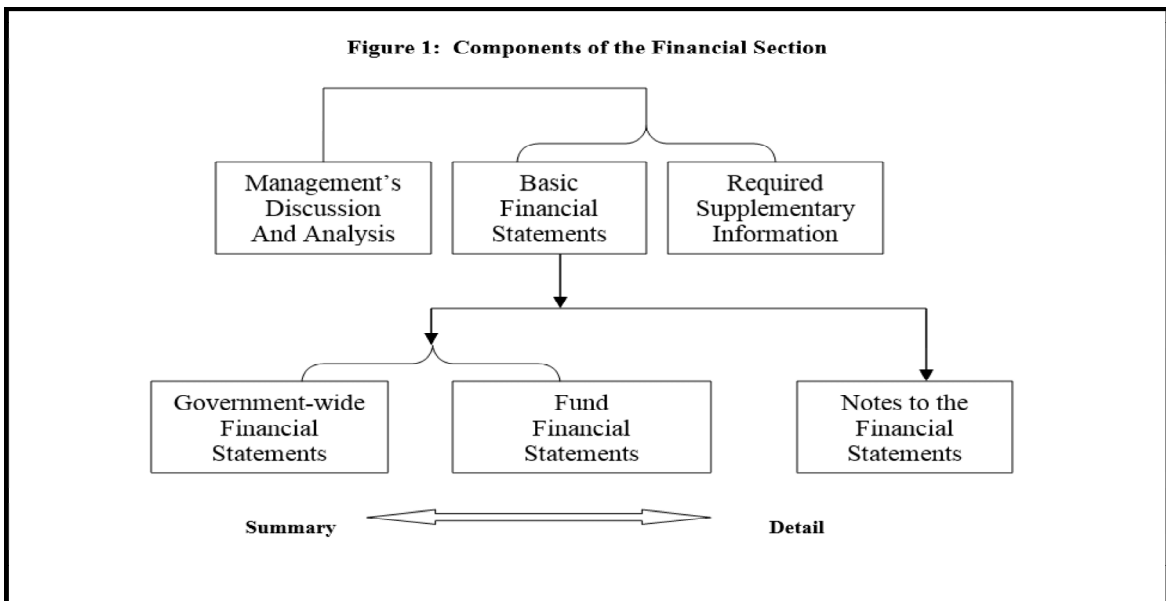 Figure 1: Components of the Financial Section
Management’s
Discussion
And Analysis
Basic
Financial
Statements
Required
Supplementary
Information
Government-wide
Financial
Statements
Fund
Financial
Statements
Notes to the
Financial
Statements
Summary
Detail